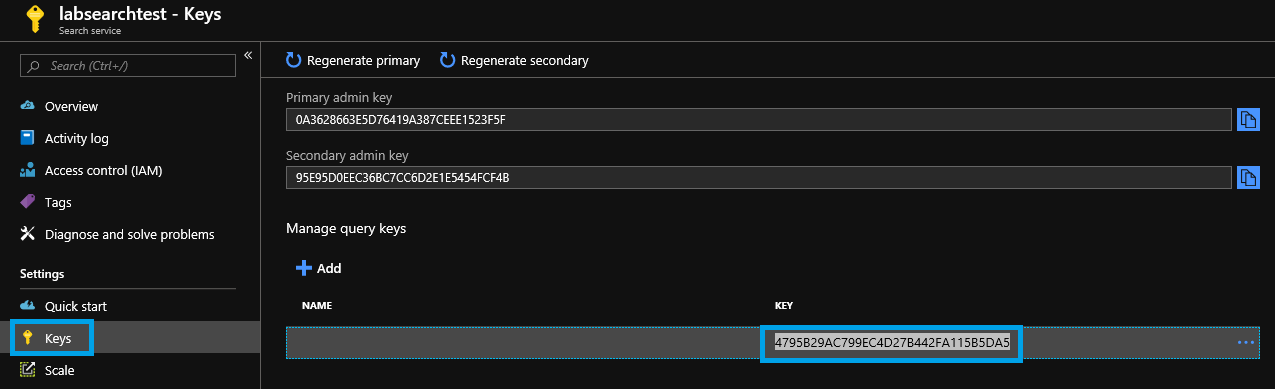 labsearchtest - Keys
Search service
Search (Ctrl+/)
«
Overview
Activity log
Access control (IAM)
Tags
Diagnose and solve problems
Settings
Quick start
Keys
Scale
Regenerate primary Regenerate secondary
Primary admin key
0A3628663E5D76419A387CEEE1523F5F
Secondary admin key
95E95D0EEC36BC7CC6D2E1E5454FCF4B
Manage query keys
Add
NAME KEY
4795B29AC799EC4D27B442FA115B5DA5